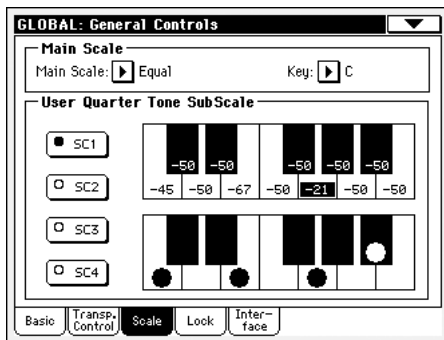 GLOBAL: General Controls
Main Scale
Main Scale: Equal Key: C
User Quarter Tone SubScale
SC1
-50 -50 -50 -50 -50
-45 -50 -67 -50 -21 -50 -50
SC2
SC3
SC4
Basic Transp. Control Scale Lock Inter-face